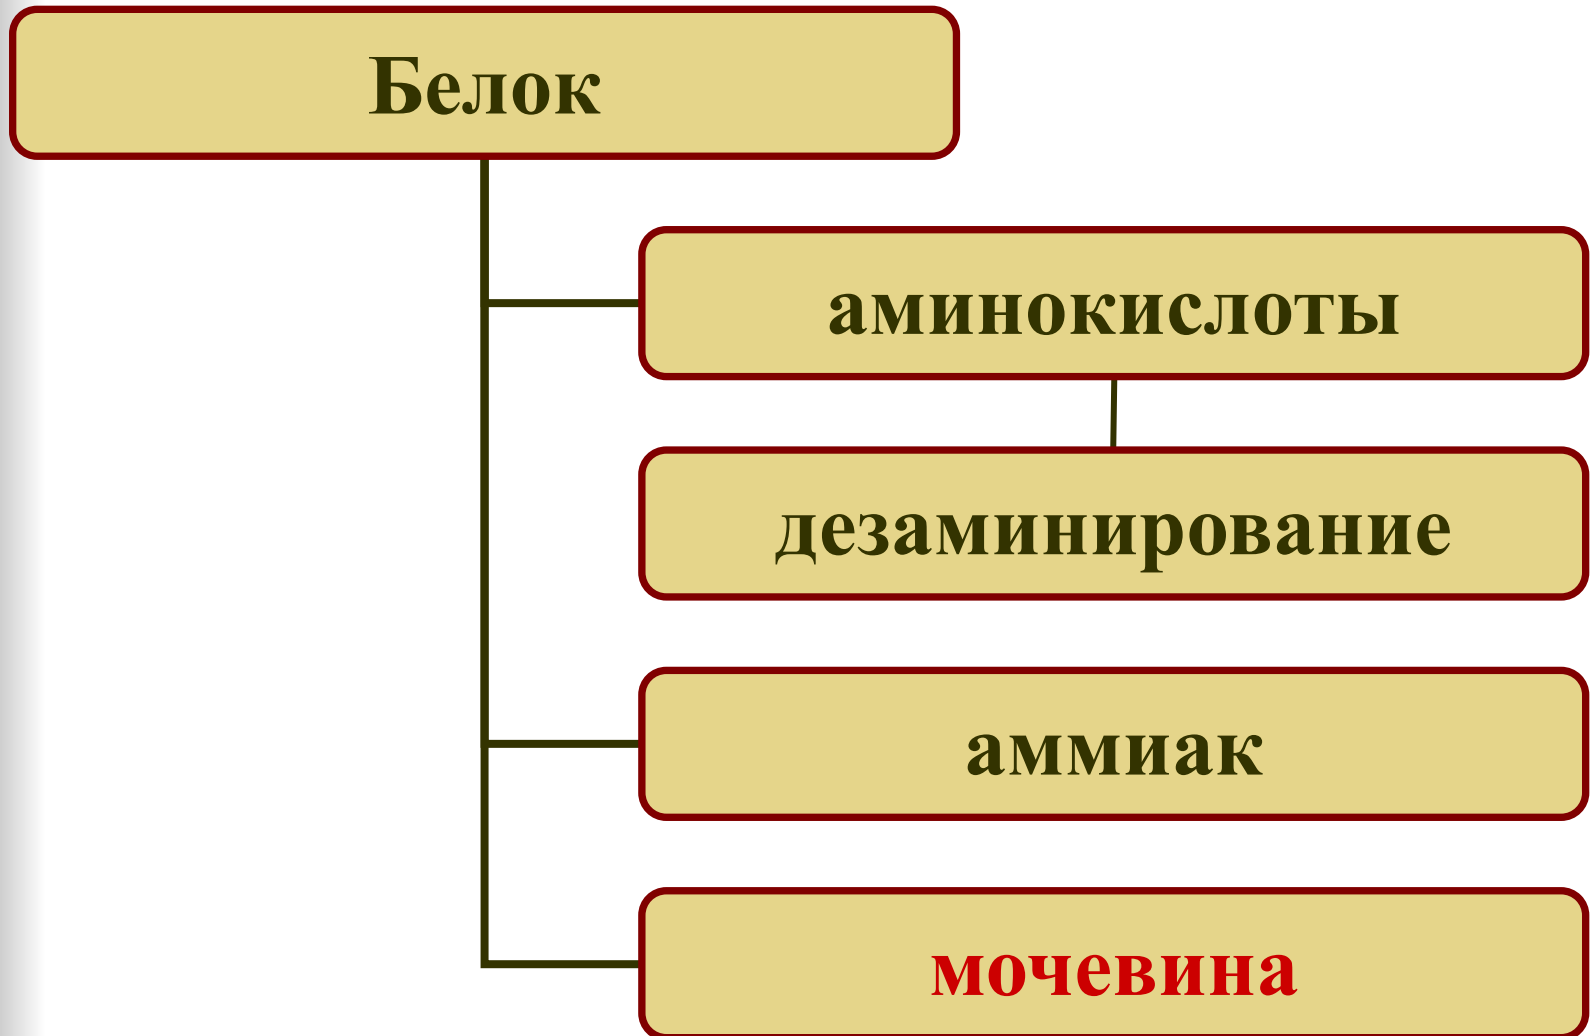 Белок
аминокислоты
дезаминирование
аммиак
мочевина